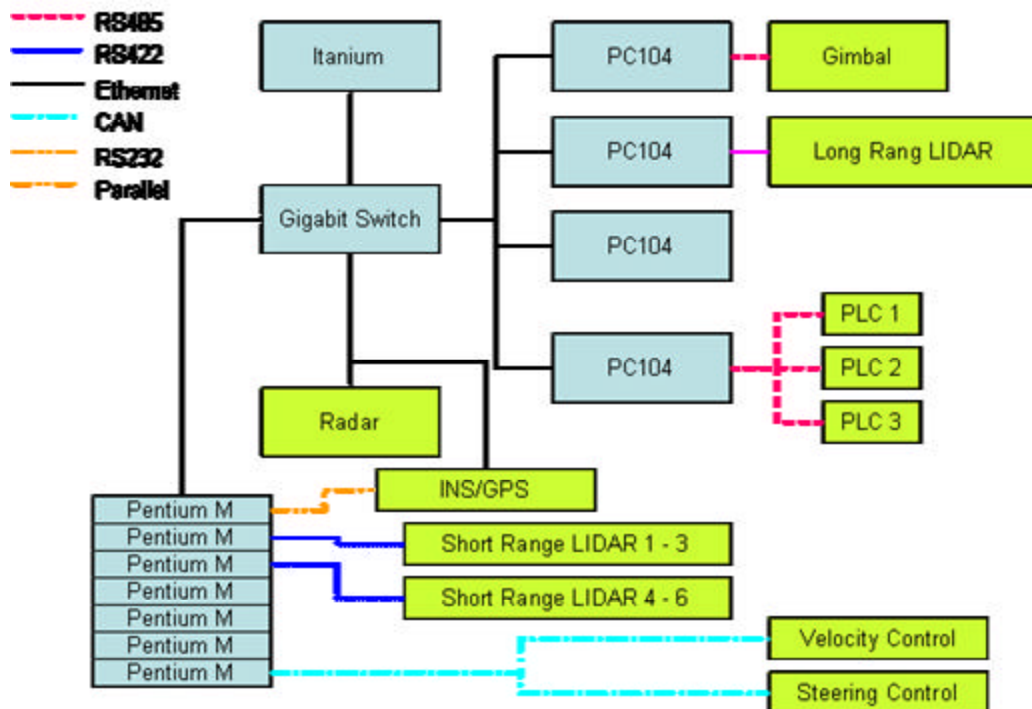 RS485
RS422
Ethernet
CAN
RS232
Parallel
Itanium
PC104
Gimbal
PC104
Long Rang LIDAR
Gigabit Switch
PC104
PLC 1
PC104
PLC 2
PLC 3
Radar
INS/GPS
Pentium M
Pentium M
Short Range LIDAR 1 - 3
Pentium M
Short Range LIDAR 4 - 6
Pentium M
Pentium M
Pentium M
Velocity Control
Pentium M
Steering Control